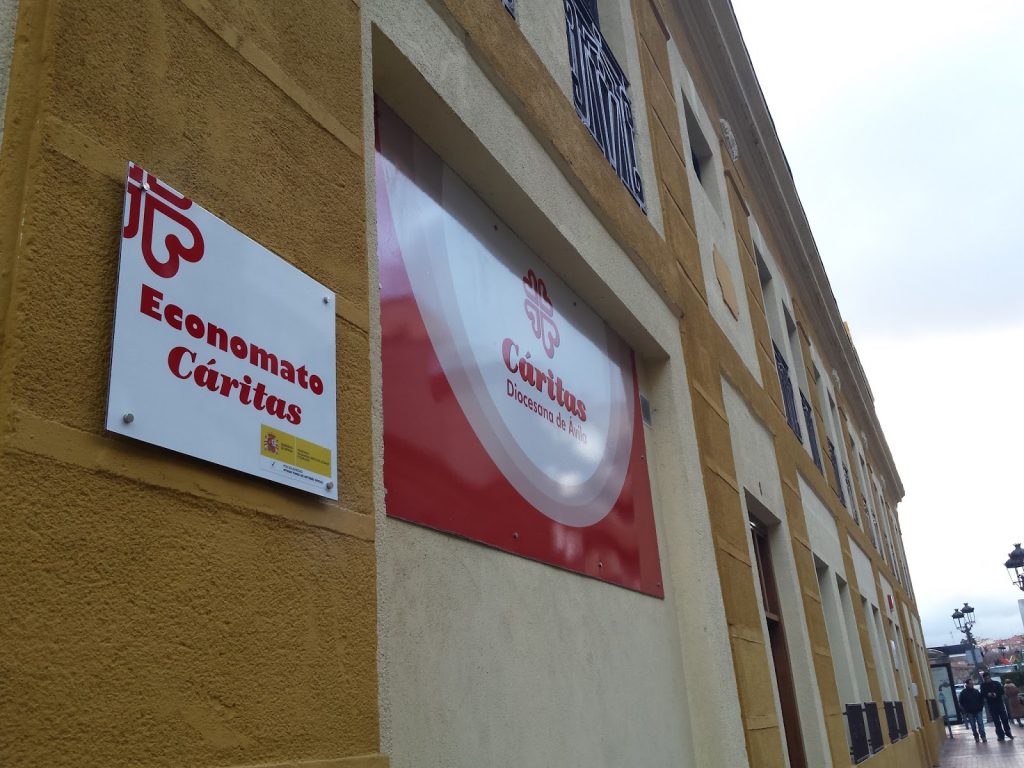 Economato
Cáritas
Cáritas
Diocesana de Ávila